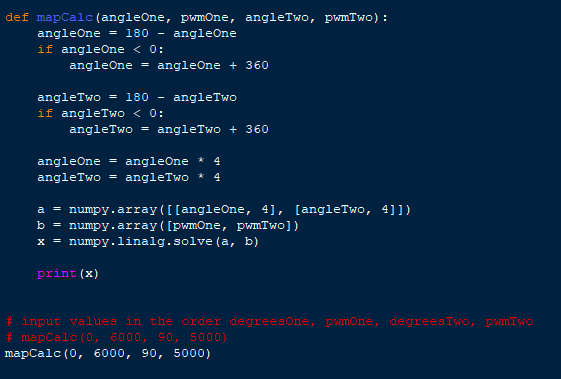 def mapCalc(angleOne, pwmOne, angleTwo, pwmTwo):
    angleOne = 180 - angleOne
    if angleOne < 0:
        angleOne = angleOne + 360

    angleTwo = 180 - angleTwo
    if angleTwo < 0:
        angleTwo = angleTwo + 360

    angleOne = angleOne * 4
    angleTwo = angleTwo * 4

    a = numpy.array([[angleOne, 4], [angleTwo, 4]])
    b = numpy.array([pwmOne, pwmTwo])
    x = numpy.linalg.solve(a, b)

    print(x)


# input values in the order degreesOne, pwmOne, degreesTwo, pwmTwo
# mapCalc(0, 6000, 90, 5000)
mapCalc(0, 6000, 90, 5000)